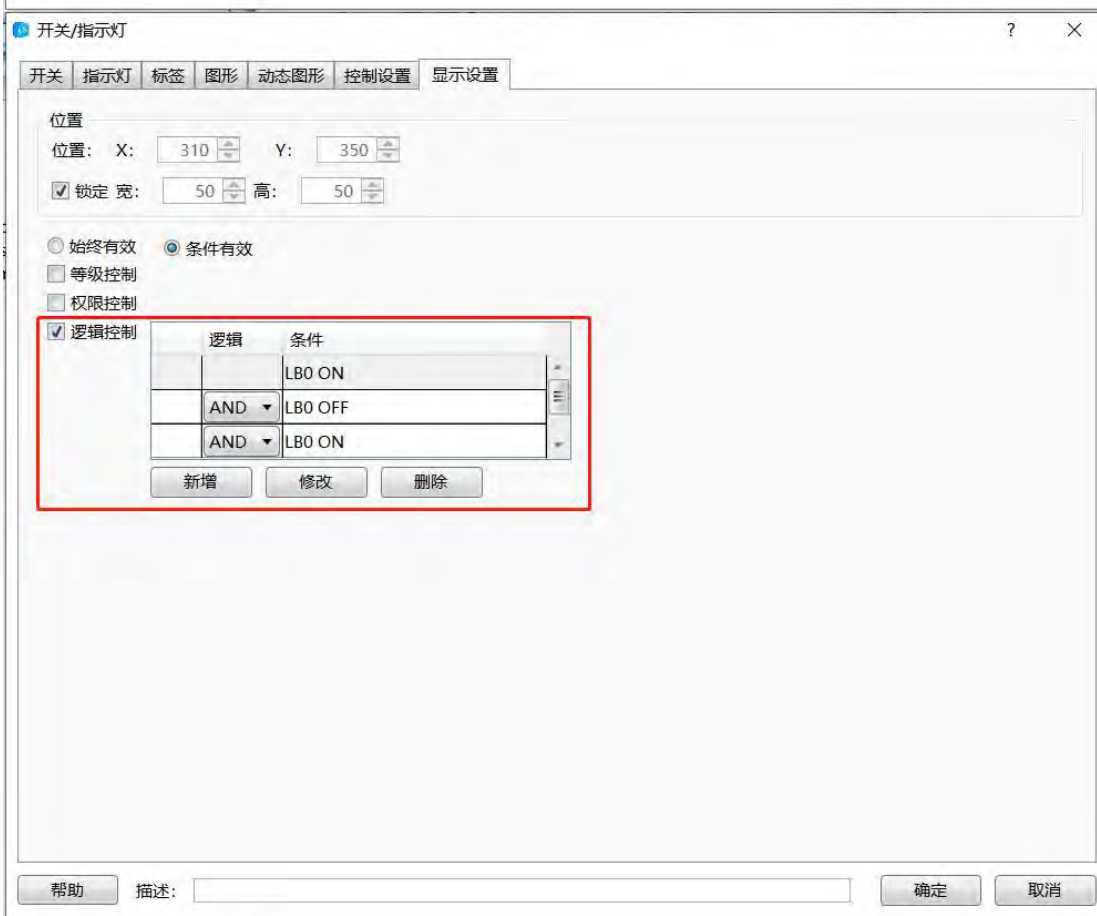 开关/指示灯 ?
开关 指示灯 标签 图形 动态图形 控制设置 显示设置
位置
位置: X: 310 Y: 350
锁定 宽: 50 高: 50
始终有效 条件有效
等级控制
权限控制
逻辑控制 逻辑 条件
LB0 ON
AND LB0 OFF
AND LB0 ON
新增 修改 删除
帮助 描述: 确定 取消